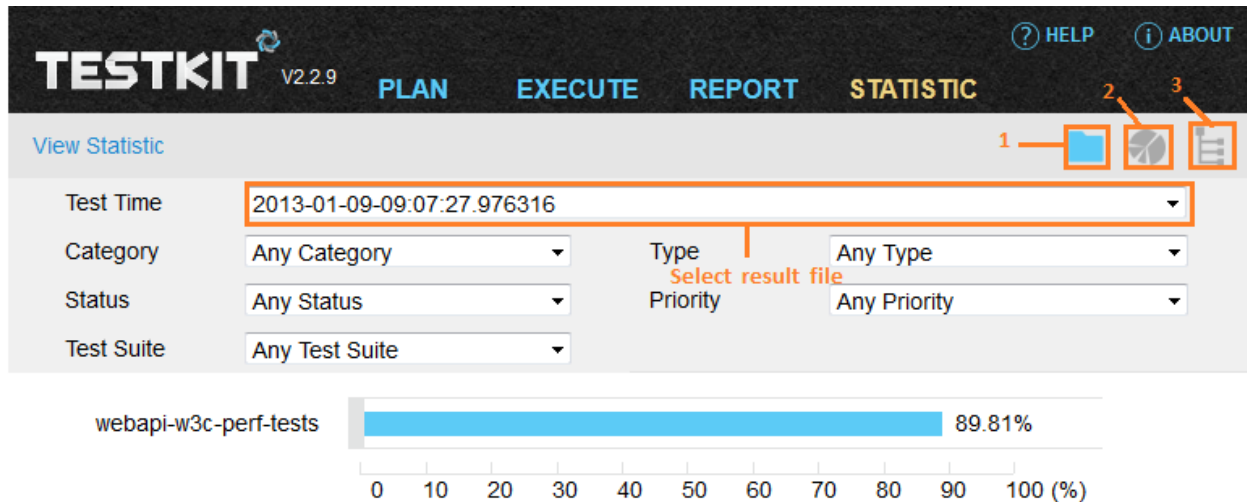 HELP ABOUT
TESTKIT V2.2.9 PLAN EXECUTE REPORT STATISTIC
2 3
View Statistic 1
Test Time 2013-01-09-09:07:27.976316
Category Any Category Type Any Type
Select result file
Status Any Status Priority Any Priority
Test Suite Any Test Suite
webapi-w3c-perf-tests 89.81%
0 10 20 30 40 50 60 70 80 90 100 (%)